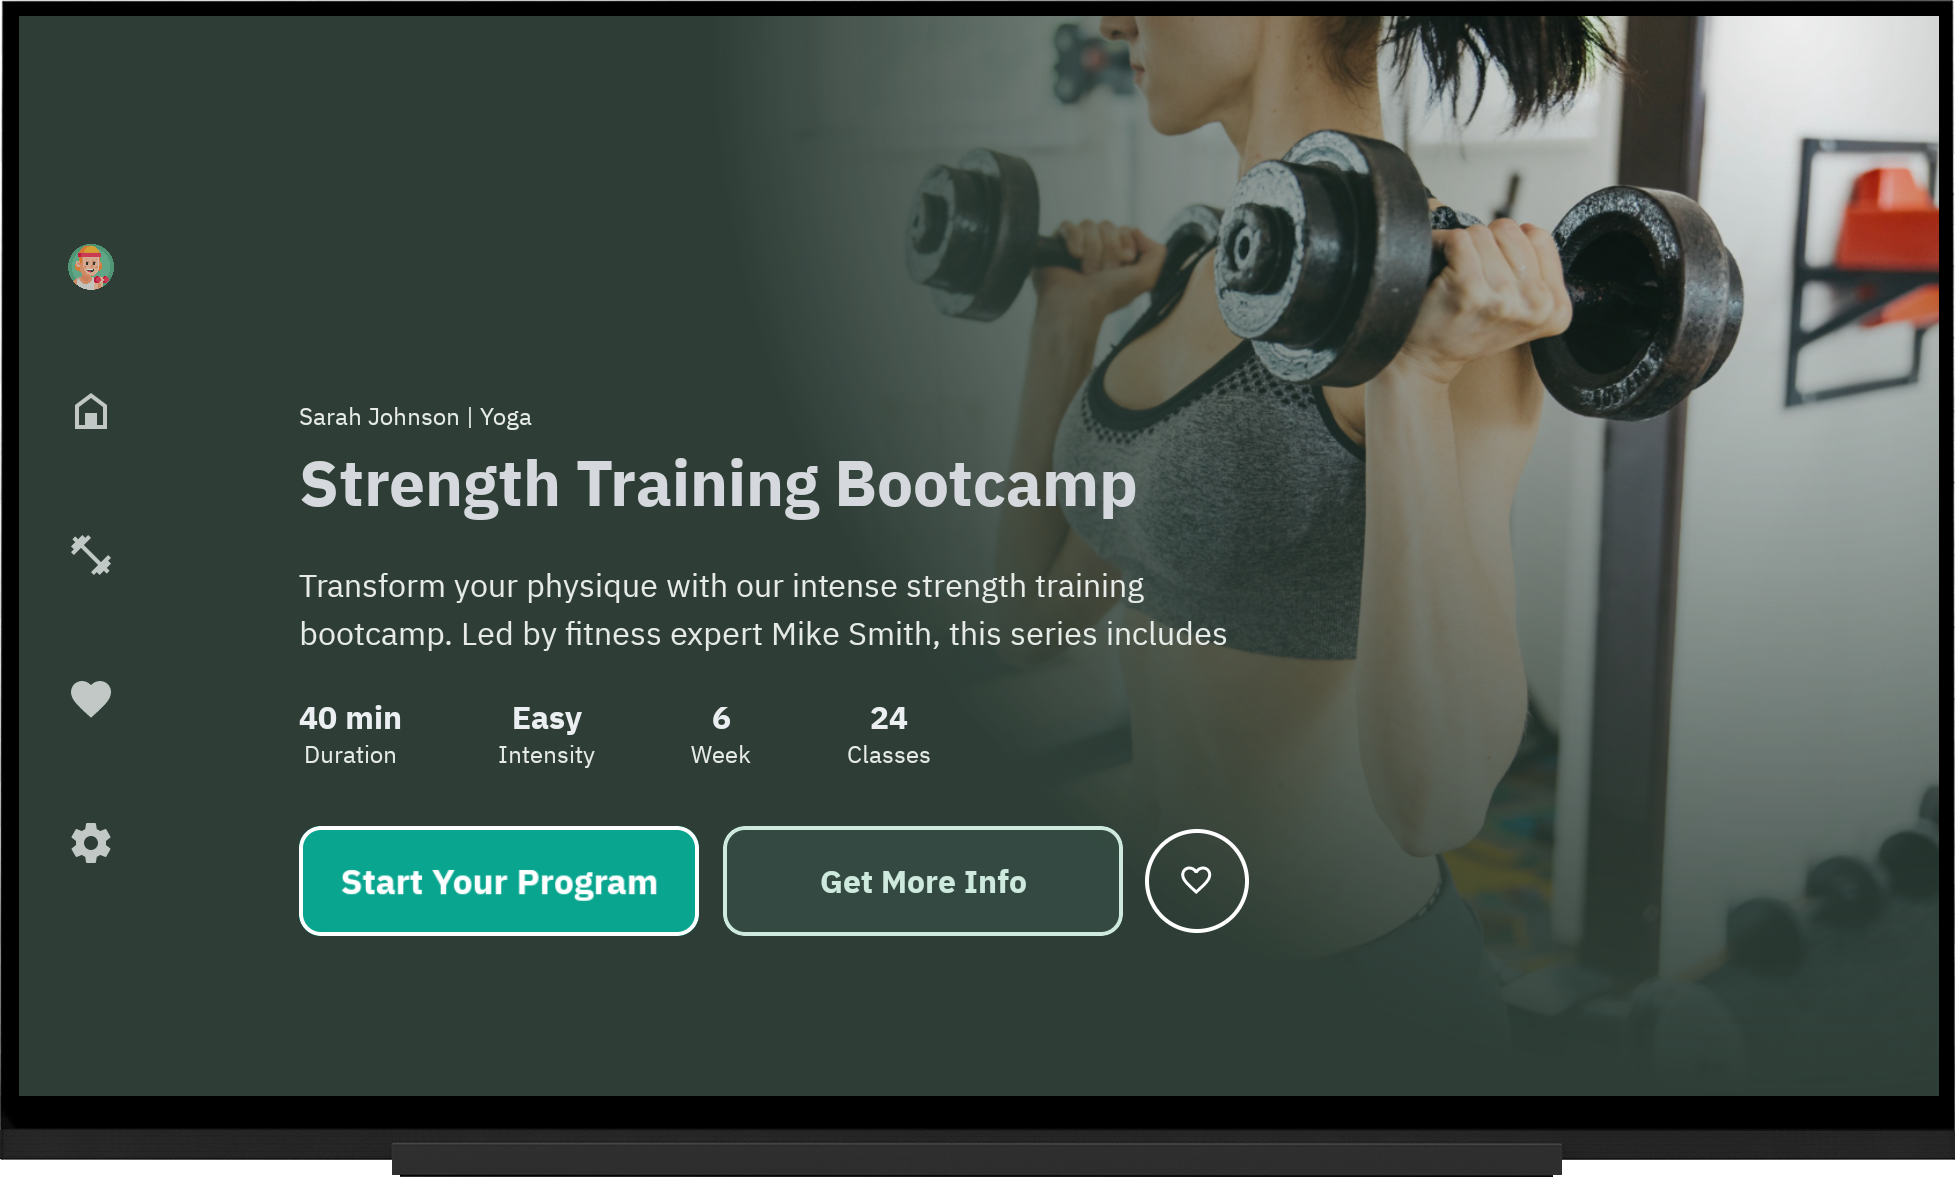 Sarah Johnson | Yoga
Strength Training Bootcamp
Transform your physique with our intense strength training
bootcamp. Led by fitness expert Mike Smith, this series includes
40 min Easy 6 24
Duration Intensity Week Classes
Start Your Program Get More Info